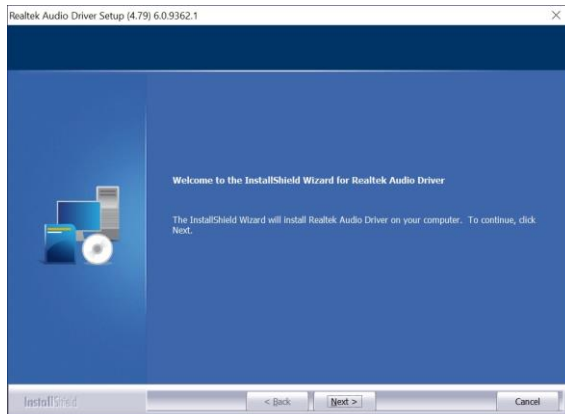 Realtek Audio Driver Setup (4.79) 6.0.9362.1
Welcome to the InstallShield Wizard for Realtek Audio Driver
The InstallShield Wizard will install Realtek Audio Driver on your computer. To continue, click
Next.
InstallShield
< Back
Next >
Cancel